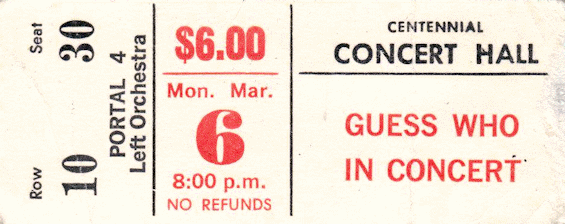 Seat 30
Row 10
PORTAL 4
Left Orchestra
$6.00
Mon. Mar.
6
8:00 p.m.
NO REFUNDS
CENTENNIAL
CONCERT HALL
GUESS WHO
IN CONCERT